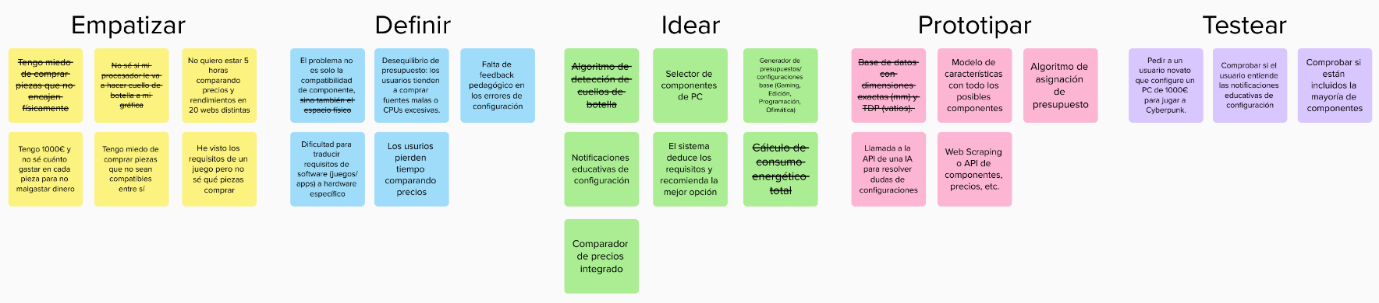 Empatizar
Tengo miedo
de comprar
piezas que no
encajen
físicamente
No sé si mi
procesador le va
a hacer cuello de
botella a mi
gráfica
No quiero estar 5
horas
comparando
precios y
rendimientos en
20 webs distintas
Tengo 1000€ y
no sé cuánto
gastar en cada
pieza para no
malgastar dinero
Tengo miedo de
comprar piezas
que no sean
compatibles
entre sí
He visto los
requisitos de un
juego pero no
sé qué piezas
comprar
Definir
El problema no
es solo la
compatibilidad
de componente,
sino también el
espacio físico
Desequilibrio de
presupuesto: los
usuarios tienden
a comprar
fuentes malas o
CPUs excesivas.
Falta de
feedback
pedagógico en
los errores de
configuración
Dificultad para
traducir
requisitos de
software (juegos/
apps) a hardware
específico
Los usurios
pierden
tiempo
comparando
precios
Idear
Algoritmo de
detección de
cuellos de
botella
Selector de
componentes
de PC
Generador de
presupuestos/
configuraciones
base (Gaming,
Edición,
Programación,
Ofimática)
Notificaciones
educativas de
configuración
El sistema
deduce los
requisitos y
recomienda la
mejor opción
Cálculo de
consumo
energético
total
Comparador
de precios
integrado
Prototipar
Base de datos
con
dimensiones
exactas (mm) y
TDP (vatios).
Modelo de
características
con todo los
posibles
componentes
Algoritmo de
asignación
de
presupuesto
Llamada a la
API de una IA
para resolver
dudas de
configuraciones
Web Scraping
o API de
componentes,
precios, etc.
Testear
Pedir a un
usuario novato
que configure un
PC de 1000€
para jugar a
Cyberpunk.
Comprobar si el
usuario entiende
las notificaciones
educativas de
configuración
Comprobar si
están
incluidos la
mayoría de
componentes